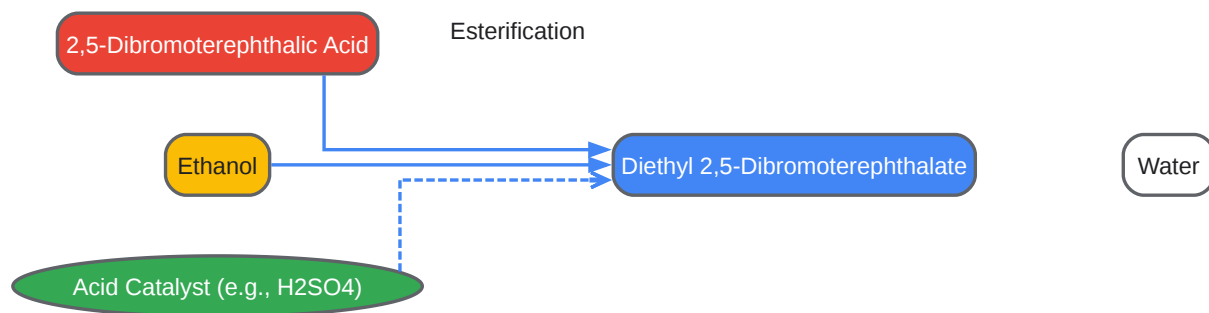 2,5-Dibromoterephthalic Acid
Esterification
Ethanol
Diethyl 2,5-Dibromoterephthalate
Water
Acid Catalyst (e.g., H2SO4)